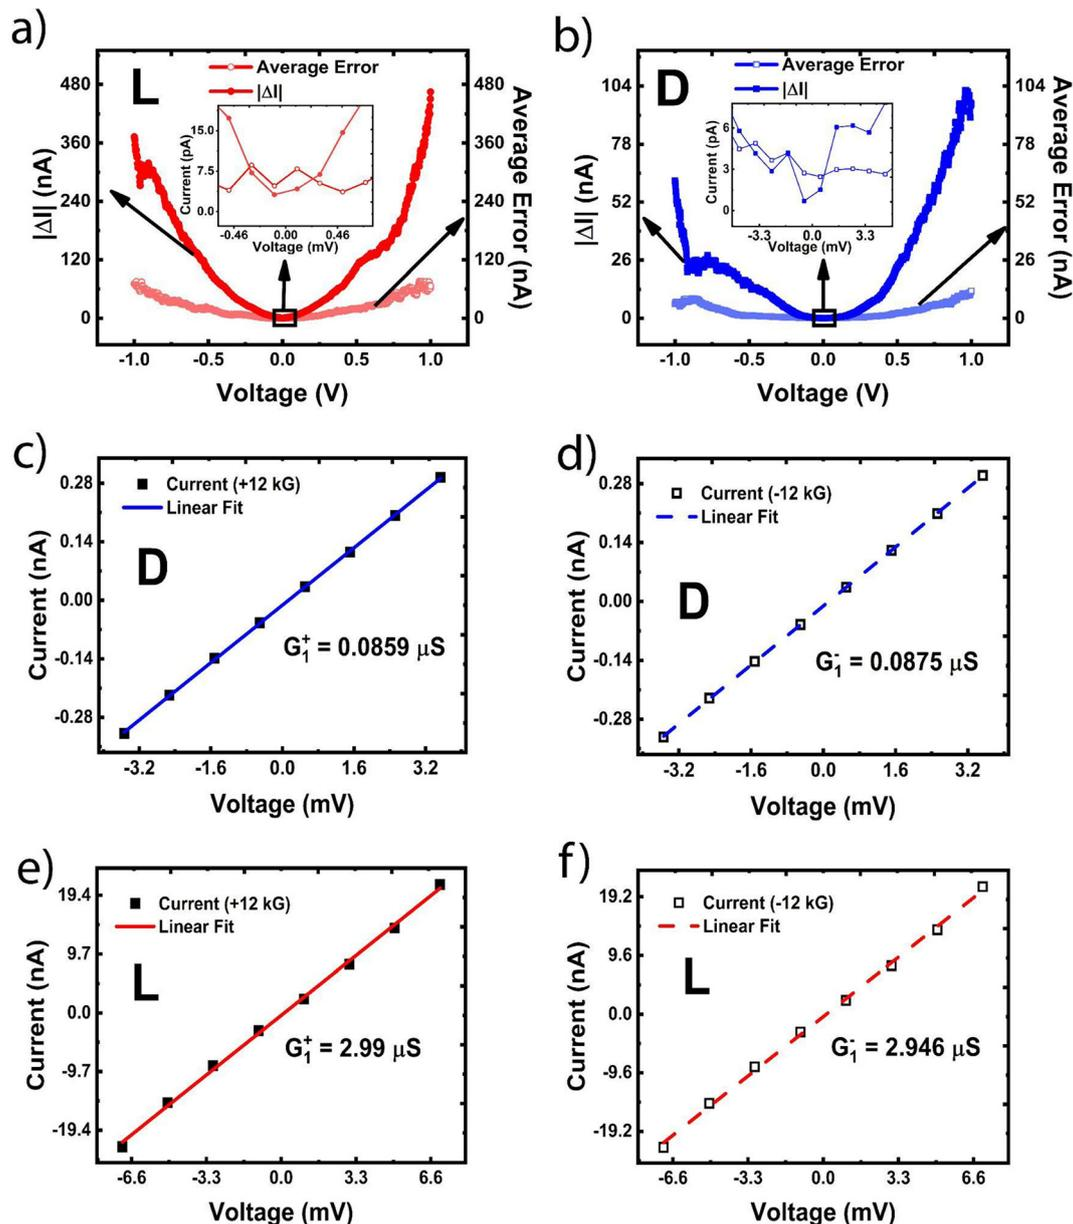 a)
L
Average Error
|ΔI|
Current (pA)
15.0
7.5
0.0
-0.46 0.00 0.46
Voltage (mV)
|ΔI| (nA)
480
360
240
120
0
Average Error (nA)
480
360
240
120
0
-1.0 -0.5 0.0 0.5 1.0
Voltage (V)
b)
D
Average Error
|ΔI|
Current (pA)
6
3
0
-3.3 0.0 3.3
Voltage (mV)
|ΔI| (nA)
104
78
52
26
0
Average Error (nA)
104
78
52
26
0
-1.0 -0.5 0.0 0.5 1.0
Voltage (V)
c)
Current (+12 kG)
Linear Fit
D
G₁⁺ = 0.0859 μS
Current (nA)
0.28
0.14
0.00
-0.14
-0.28
-3.2 -1.6 0.0 1.6 3.2
Voltage (mV)
d)
Current (-12 kG)
Linear Fit
D
G₁⁻ = 0.0875 μS
Current (nA)
0.28
0.14
0.00
-0.14
-0.28
-3.2 -1.6 0.0 1.6 3.2
Voltage (mV)
e)
Current (+12 kG)
Linear Fit
L
G₁⁺ = 2.99 μS
Current (nA)
19.4
9.7
0.0
-9.7
-19.4
-6.6 -3.3 0.0 3.3 6.6
Voltage (mV)
f)
Current (-12 kG)
Linear Fit
L
G₁⁻ = 2.946 μS
Current (nA)
19.2
9.6
0.0
-9.6
-19.2
-6.6 -3.3 0.0 3.3 6.6
Voltage (mV)